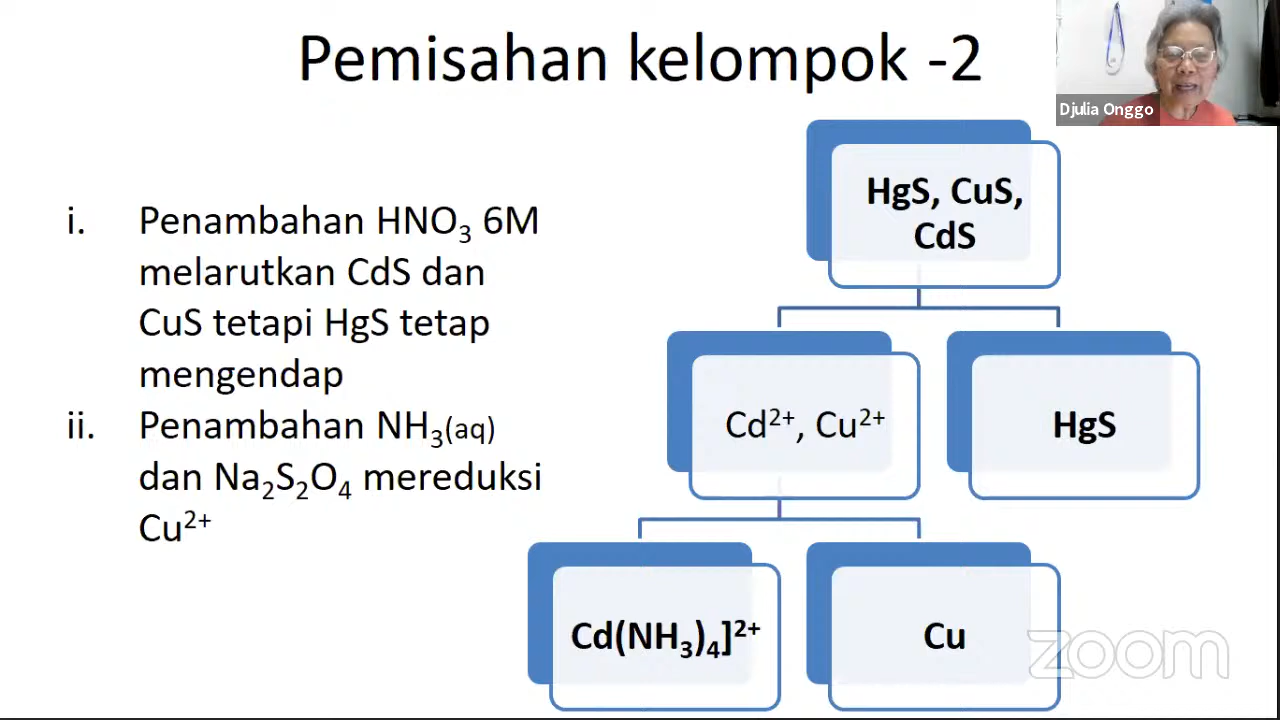 Pemisahan kelompok -2
Djulia Onggo
i. Penambahan HNO₃ 6M
melarutkan CdS dan
CuS tetapi HgS tetap
mengendap
ii. Penambahan NH₃(aq)
dan Na₂S₂O₄ mereduksi
Cu²⁺
HgS, CuS,
CdS
Cd²⁺, Cu²⁺
HgS
Cd(NH₃)₄]²⁺
Cu
zoom